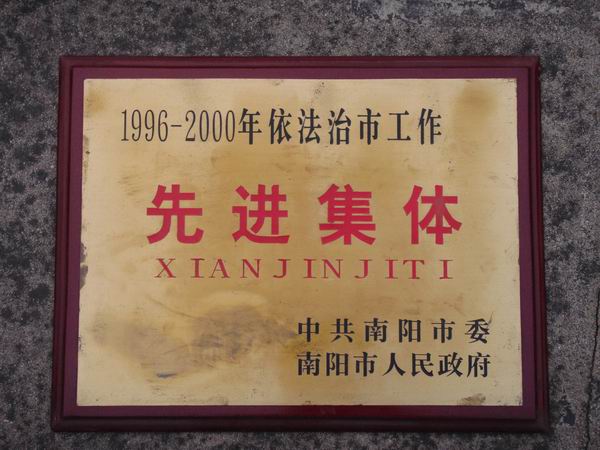 1996-2000年依法治市工作
先进集体
XIANJINJITI
中共南阳市委
南阳市人民政府